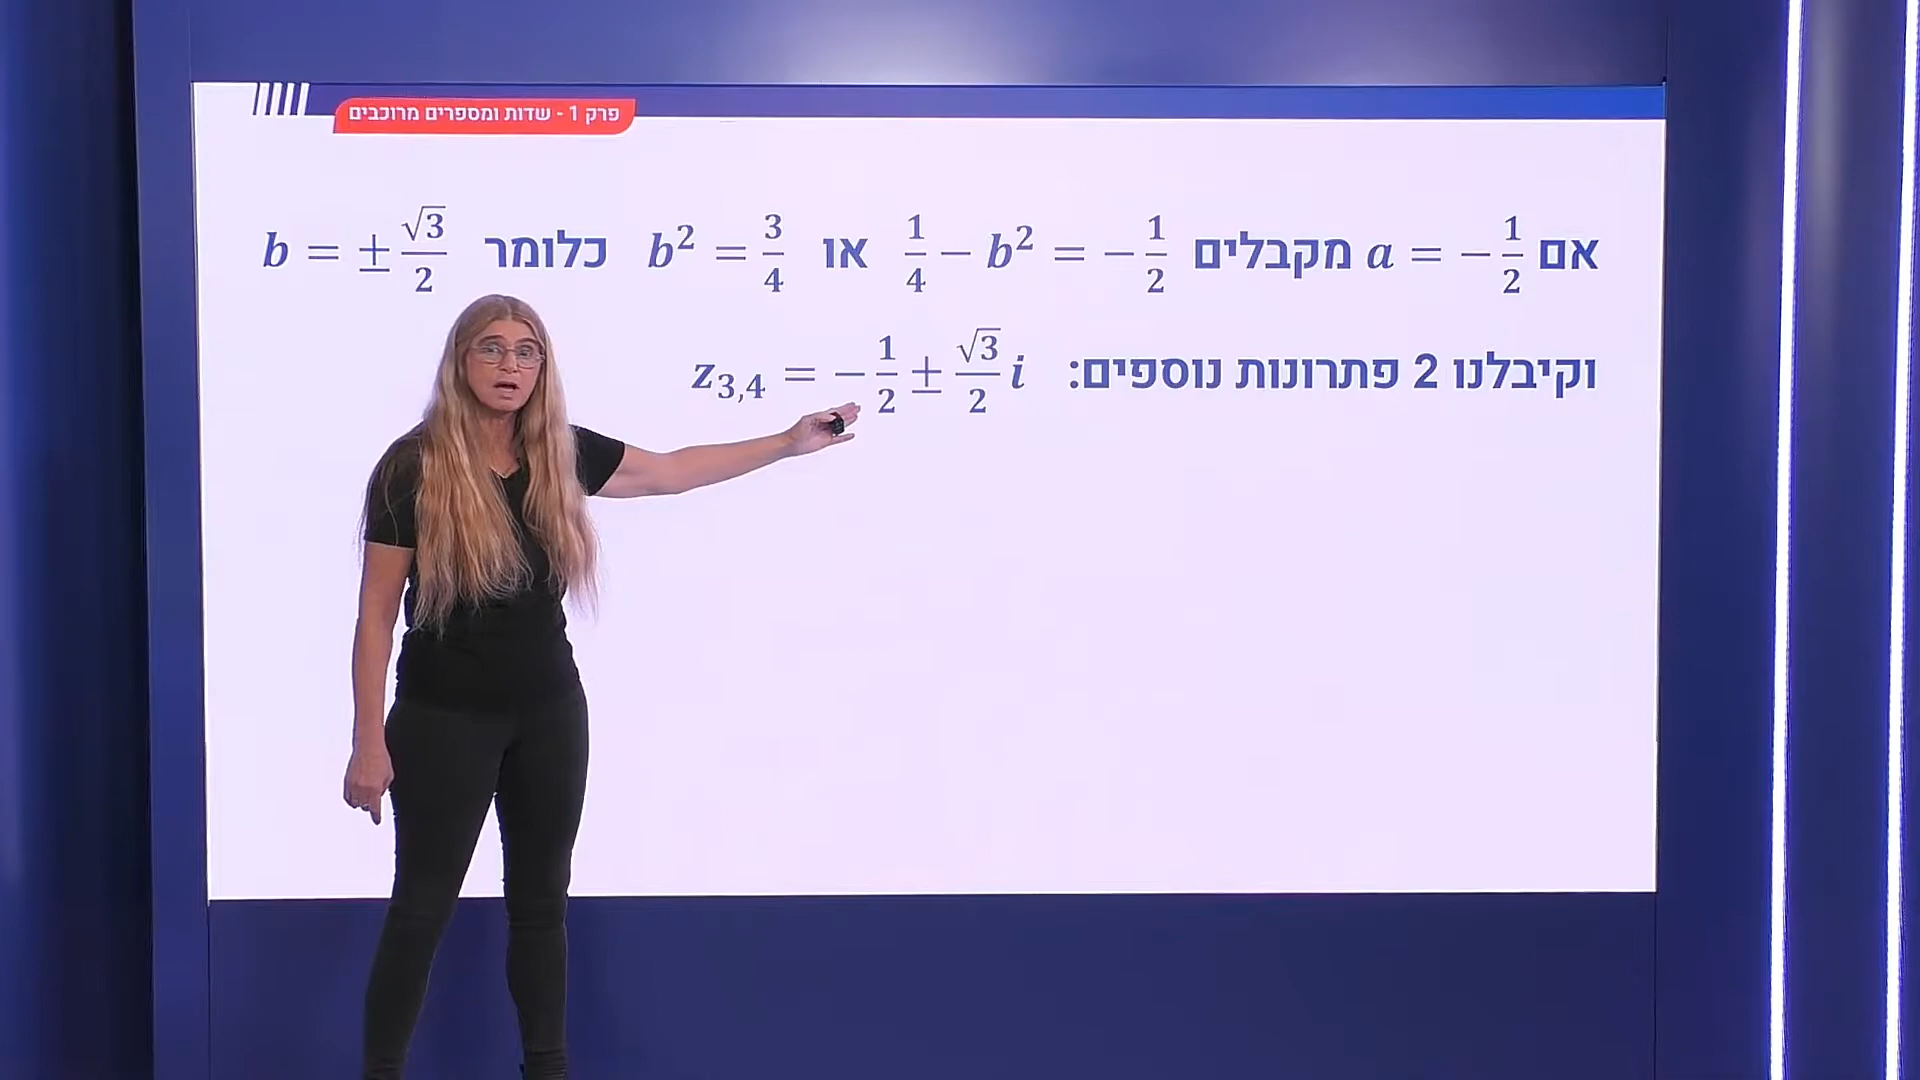 פרק 1 - שדות ומספרים מרוכבים
אם a = -1/2 מקבלים 1/4 - b² = -1/2 או b² = 3/4 כלומר b = ±√3/2
וקיבלנו 2 פתרונות נוספים: z₃,₄ = -1/2 ± √3/2 i